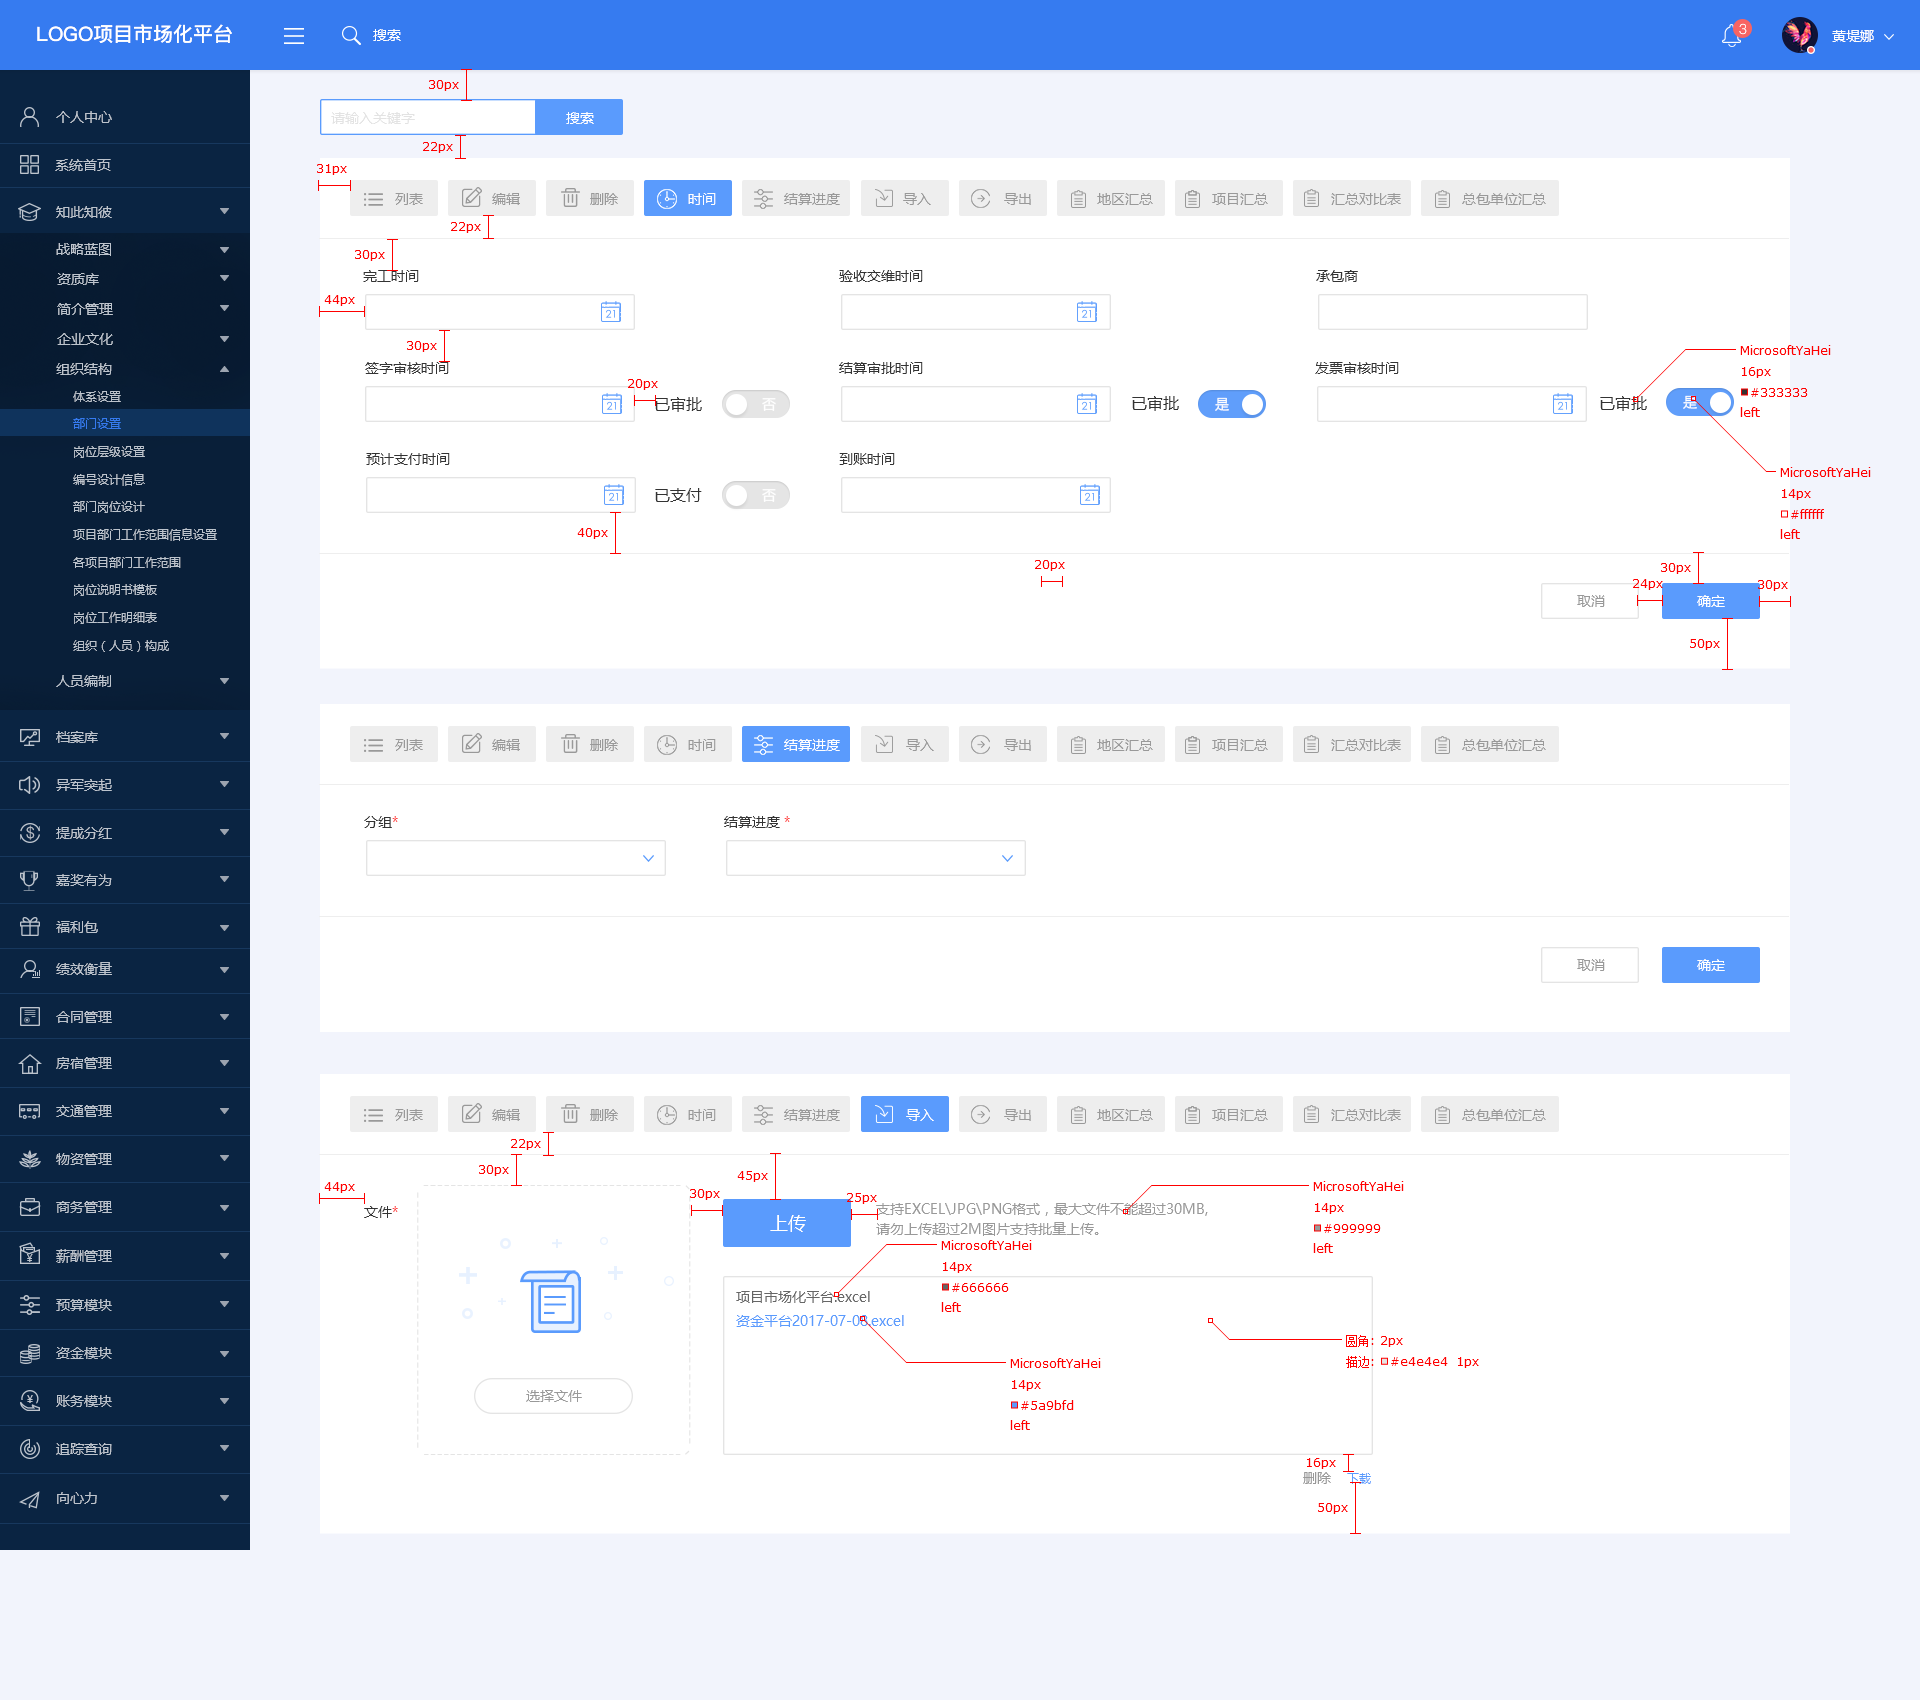 LOGO项目市场化平台
搜索
3
黄堤娜
个人中心
系统首页
知此知彼
战略蓝图
资质库
简介管理
企业文化
组织结构
体系设置
部门设置
岗位层级设置
编号设计信息
部门岗位设计
项目部门工作范围信息设置
各项目部门工作范围
岗位说明书模板
岗位工作明细表
组织（人员）构成
人员编制
档案库
异军突起
提成分红
嘉奖有为
福利包
绩效衡量
合同管理
房宿管理
交通管理
物资管理
商务管理
薪酬管理
预算模块
资金模块
账务模块
追踪查询
向心力
30px
请输入关键字 搜索
22px
31px
列表 编辑 删除 时间 结算进度 导入 导出 地区汇总 项目汇总 汇总对比表 总包单位汇总
22px
30px
完工时间 验收交维时间 承包商
44px
21 21
30px
签字审核时间 结算审批时间 发票审核时间
MicrosoftYaHei
16px
#333333
left
20px
21 已审批 否 21 已审批 是 21 已审批 是
MicrosoftYaHei
14px
#ffffff
left
预计支付时间 到账时间
21 已支付 否 21
40px
20px
30px
24px
30px
取消 确定
50px
列表 编辑 删除 时间 结算进度 导入 导出 地区汇总 项目汇总 汇总对比表 总包单位汇总
分组* 结算进度 *
取消 确定
列表 编辑 删除 时间 结算进度 导入 导出 地区汇总 项目汇总 汇总对比表 总包单位汇总
22px
30px
45px
44px
30px
25px
文件*
上传
支持EXCEL\JPG\PNG格式，最大文件不能超过30MB,
请勿上传超过2M图片支持批量上传。
MicrosoftYaHei
14px
#999999
left
MicrosoftYaHei
14px
#666666
left
项目市场化平台.excel
资金平台2017-07-08.excel
圆角：2px
描边：#e4e4e4 1px
MicrosoftYaHei
14px
#5a9bfd
left
选择文件
16px
删除 下载
50px